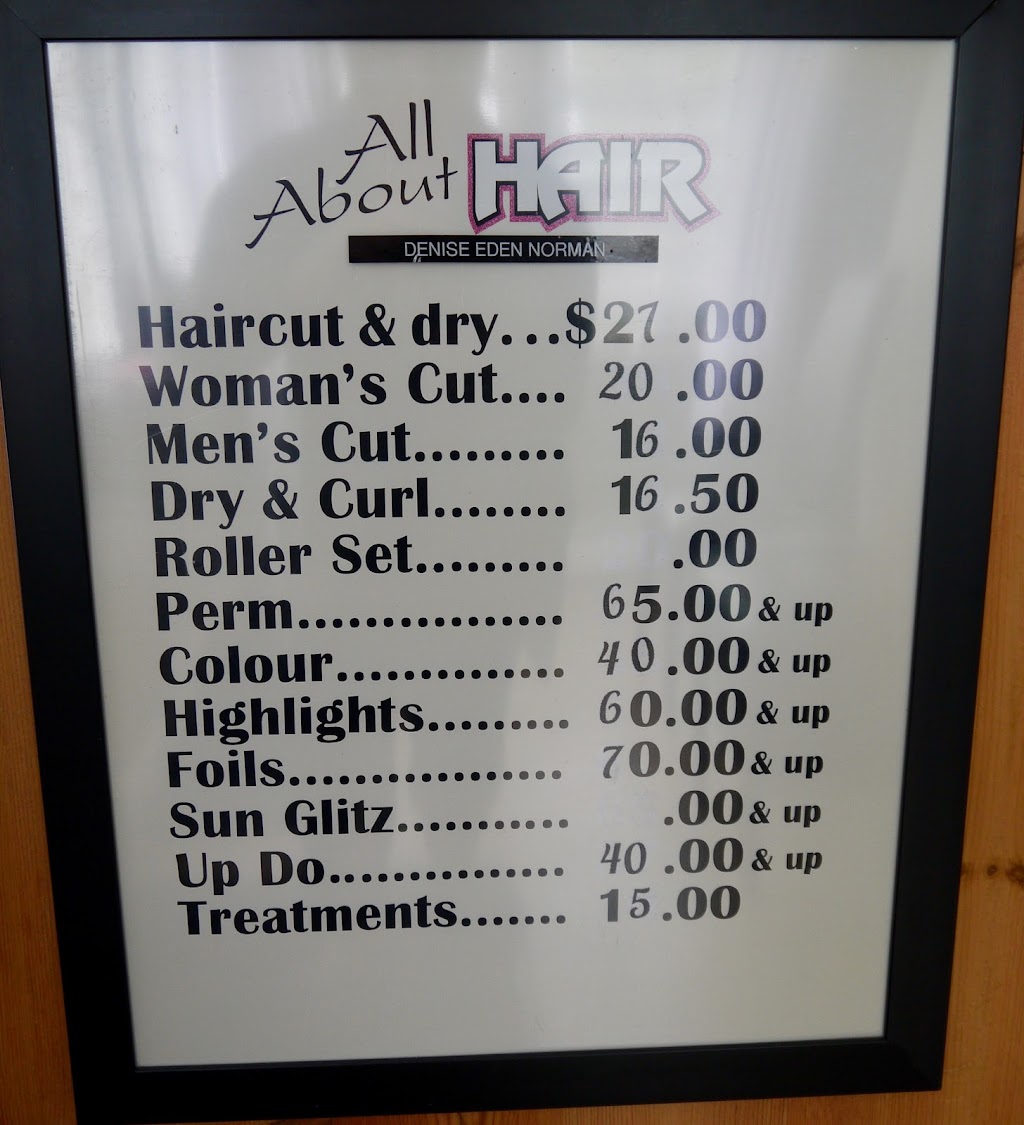 All
About HAIR
DENISE EDEN NORMAN
Haircut & dry...$27.00
Woman's Cut.... 20.00
Men's Cut......... 16.00
Dry & Curl........ 16.50
Roller Set......... .00
Perm................ 65.00 & up
Colour.............. 40.00 & up
Highlights......... 60.00 & up
Foils................. 70.00 & up
Sun Glitz........... .00 & up
Up Do............... 40.00 & up
Treatments....... 15.00